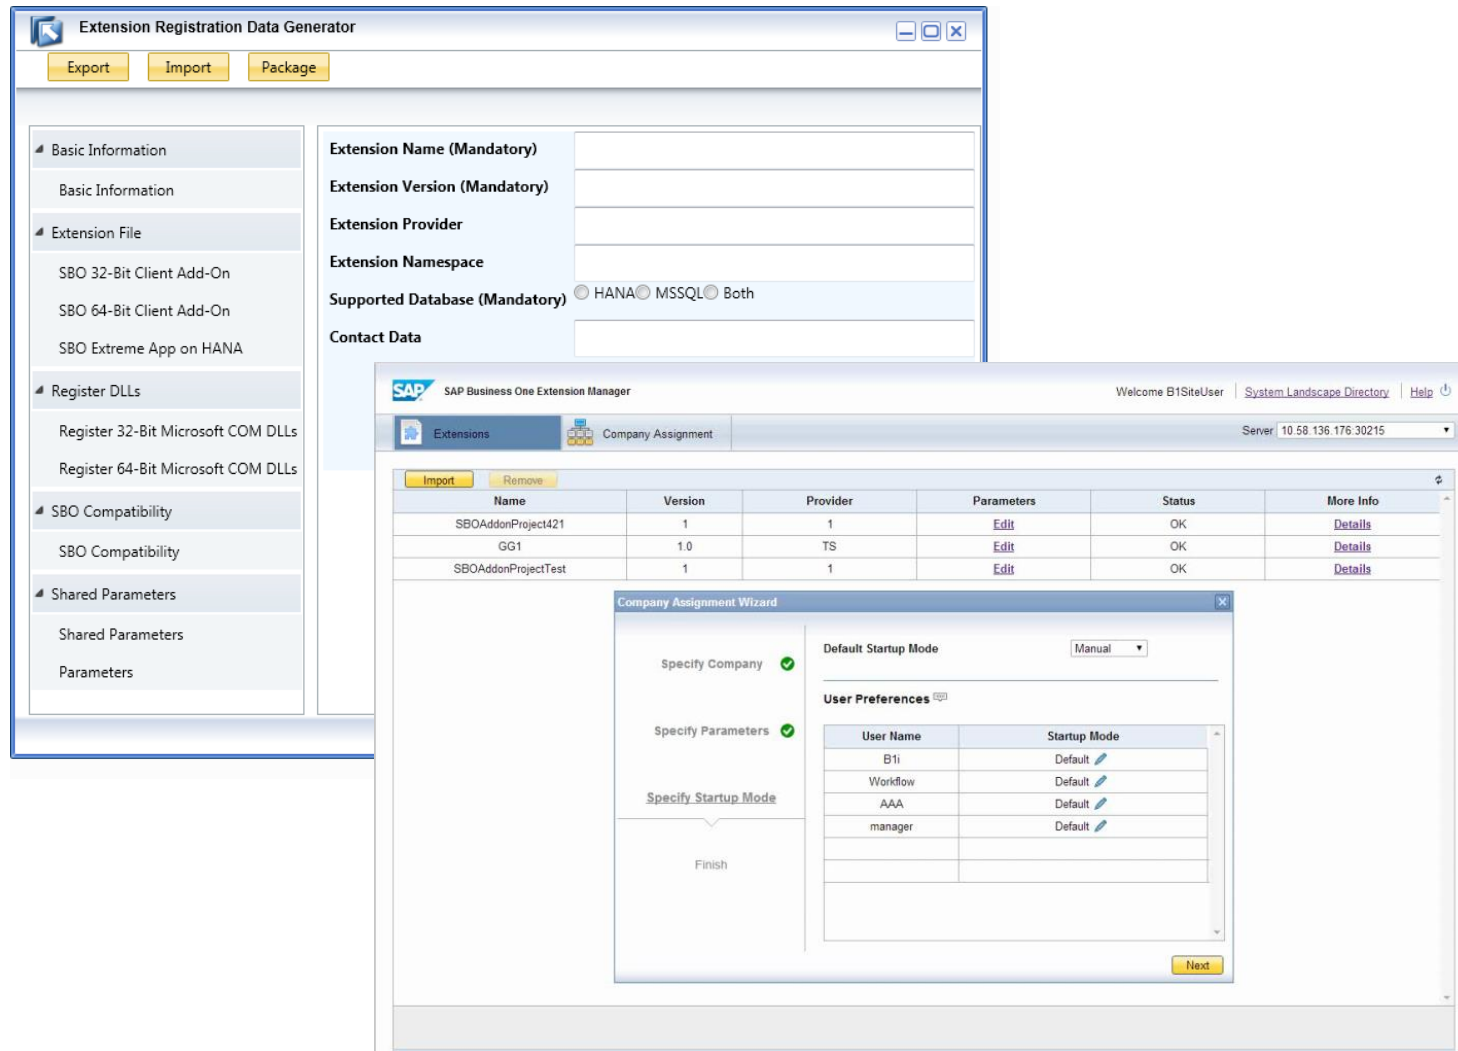 Extension Registration Data Generator
Export Import Package
Basic Information
Basic Information
Extension File
SBO 32-Bit Client Add-On
SBO 64-Bit Client Add-On
SBO Extreme App on HANA
Register DLLs
Register 32-Bit Microsoft COM DLLs
Register 64-Bit Microsoft COM DLLs
SBO Compatibility
SBO Compatibility
Shared Parameters
Shared Parameters
Parameters
Extension Name (Mandatory)
Extension Version (Mandatory)
Extension Provider
Extension Namespace
Supported Database (Mandatory) HANA MSSQL Both
Contact Data
SAP SAP Business One Extension Manager Welcome B1SiteUser System Landscape Directory Help
Extensions Company Assignment Server 10.58.136.176:30215
Import Remove
Name Version Provider Parameters Status More Info
SBOAddonProject421 1 1 Edit OK Details
GG1 1.0 TS Edit OK Details
SBOAddonProjectTest 1 1 Edit OK Details
Company Assignment Wizard
Specify Company
Specify Parameters
Specify Startup Mode
Finish
Default Startup Mode Manual
User Preferences
User Name Startup Mode
B1i Default
Workflow Default
AAA Default
manager Default
Next